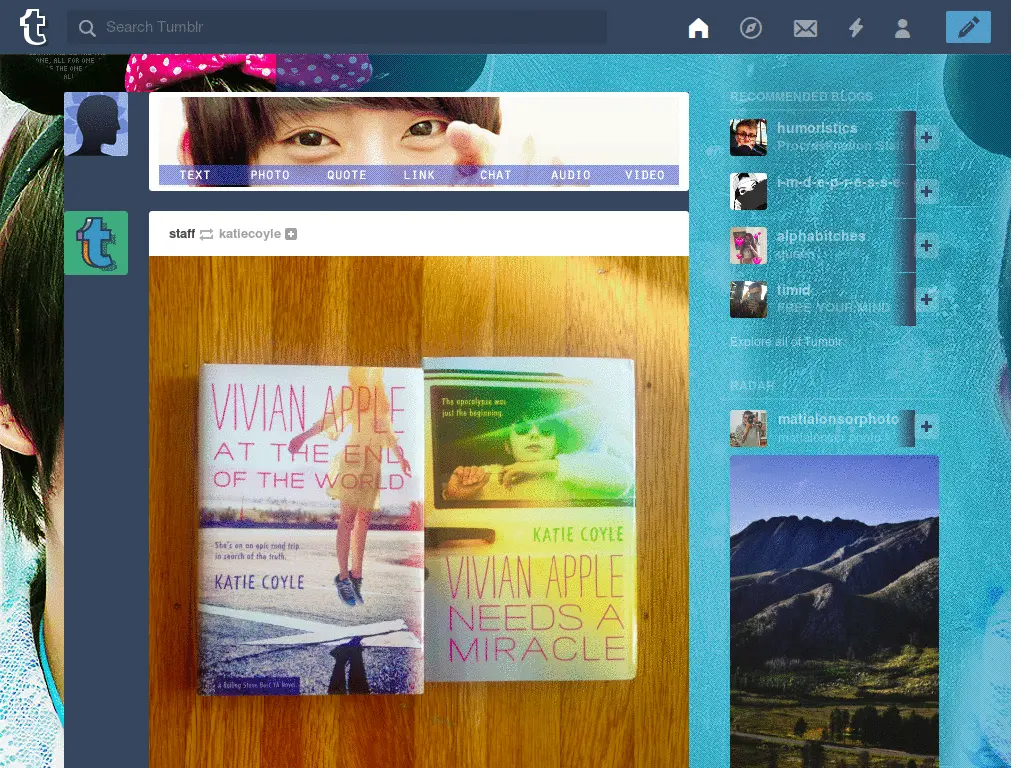 Search Tumblr
ONE, ALL FOR ONE
IS THE ONE
ALL
TEXT PHOTO QUOTE LINK CHAT AUDIO VIDEO
staff katiecoyle
VIVIAN APPLE
AT THE END
OF THE WORLD
She's on an epic road trip
in search of the truth.
KATIE COYLE
A Rolling Stone Best YA Novel
The apocalypse was
just the beginning.
KATIE COYLE
VIVIAN APPLE
NEEDS A
MIRACLE
RECOMMENDED BLOGS
humoristics
Procrastination Stati
i-m-d-e-p-r-e-s-s-e-
alphabitches
queen
timid
FREE YOUR MIND
Explore all of Tumblr
RADAR
matialonsorphoto
matialonsor photo